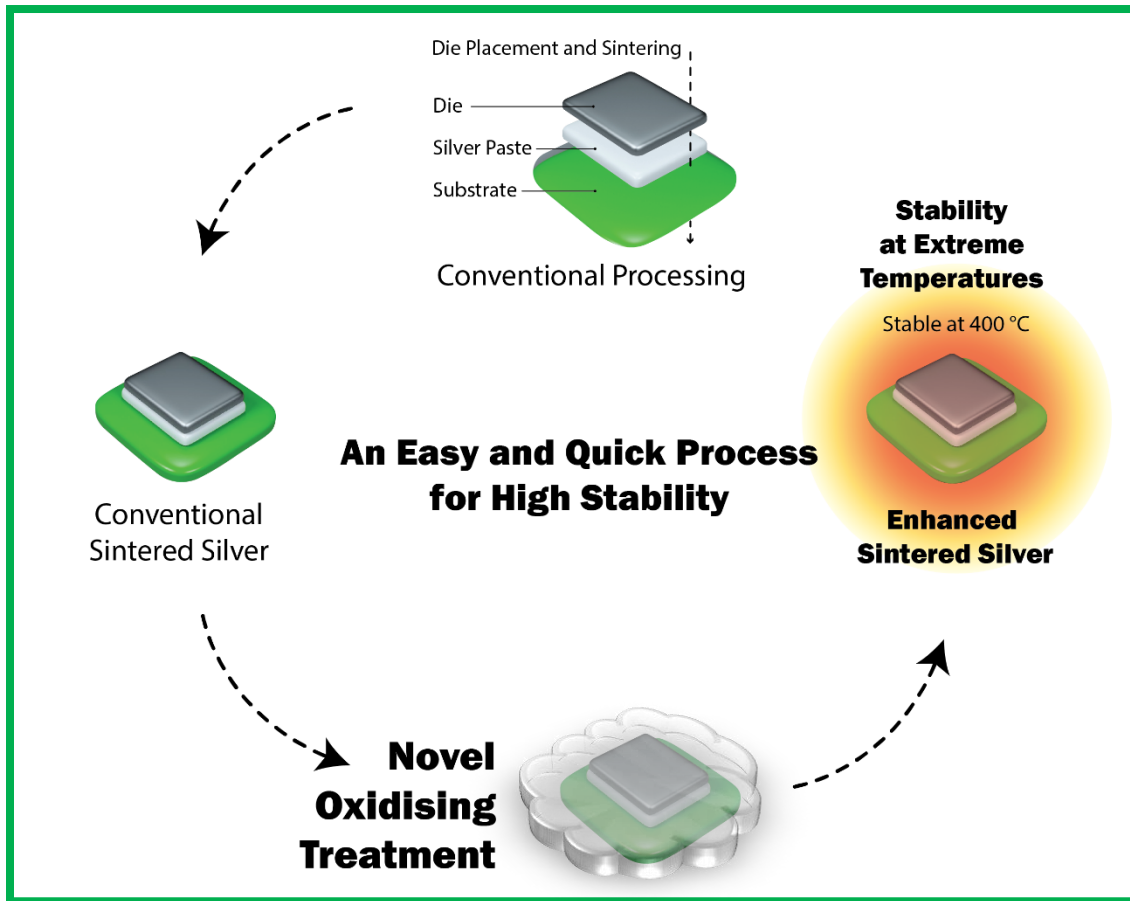 Die Placement and Sintering
Die
Silver Paste
Substrate
Conventional Processing
Stability
at Extreme
Temperatures
Stable at 400 °C
Enhanced
Sintered Silver
An Easy and Quick Process
for High Stability
Conventional
Sintered Silver
Novel
Oxidising
Treatment